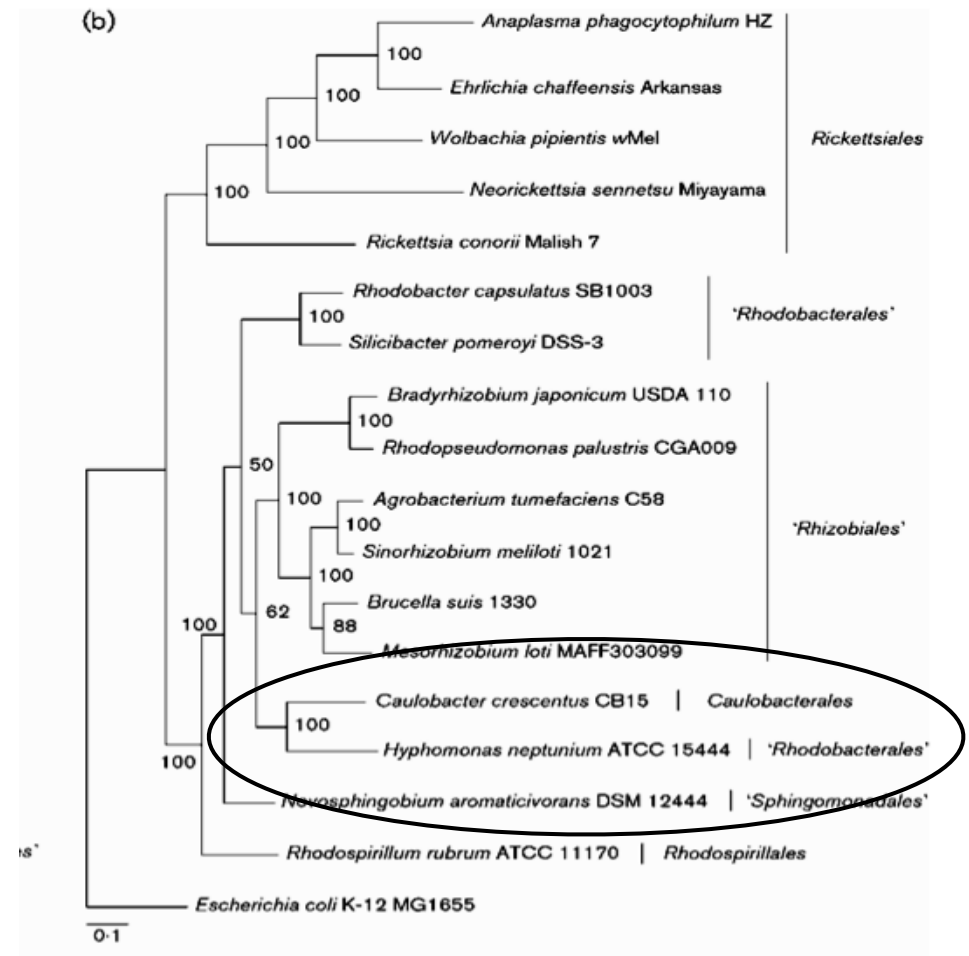 (b)
Anaplasma phagocytophilum HZ
100
Ehrlichia chaffeensis Arkansas
100
Wolbachia pipientis wMel
Rickettsiales
100
Neorickettsia sennetsu Miyayama
100
Rickettsia conorii Malish 7
Rhodobacter capsulatus SB1003
100
'Rhodobacterales'
Silicibacter pomeroyi DSS-3
Bradyrhizobium japonicum USDA 110
100
Rhodopseudomonas palustris CGA009
50
100
Agrobacterium tumefaciens C58
100
'Rhizobiales'
Sinorhizobium meliloti 1021
100
Brucella suis 1330
62
88
100
Mesorhizobium loti MAFF303099
Caulobacter crescentus CB15 | Caulobacterales
100
Hyphomonas neptunium ATCC 15444 | 'Rhodobacterales'
100
Novosphingobium aromaticivorans DSM 12444 | 'Sphingomonadales'
es'
Rhodospirillum rubrum ATCC 11170 | Rhodospirillales
Escherichia coli K-12 MG1655
0·1